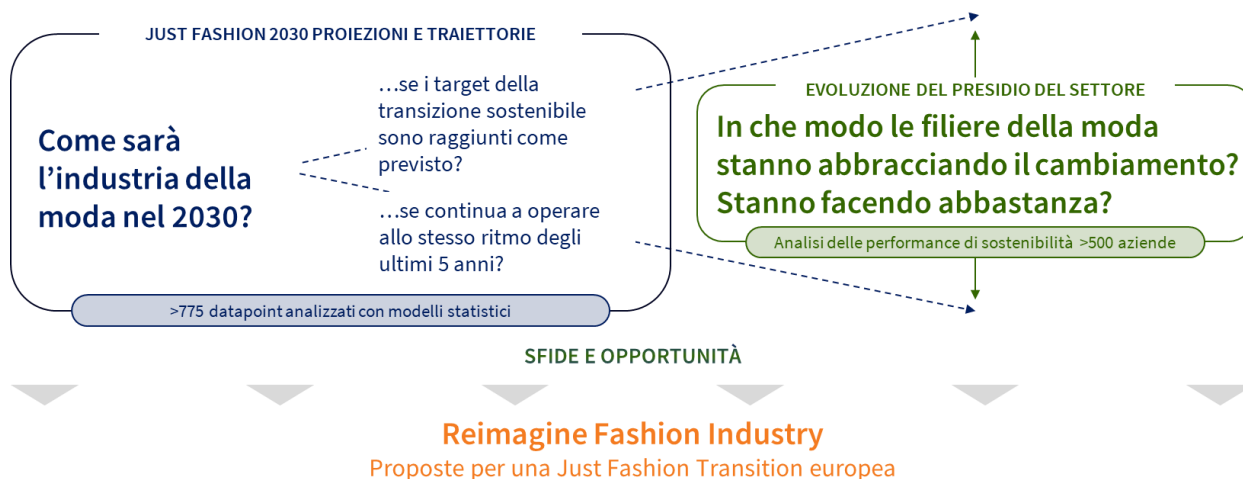 JUST FASHION 2030 PROIEZIONI E TRAIETTORIE
Come sarà
l'industria della
moda nel 2030?
…se i target della
transizione sostenibile
sono raggiunti come
previsto?
…se continua a operare
allo stesso ritmo degli
ultimi 5 anni?
>775 datapoint analizzati con modelli statistici
EVOLUZIONE DEL PRESIDIO DEL SETTORE
In che modo le filiere della moda
stanno abbracciando il cambiamento?
Stanno facendo abbastanza?
Analisi delle performance di sostenibilità >500 aziende
SFIDE E OPPORTUNITÀ
Reimagine Fashion Industry
Proposte per una Just Fashion Transition europea